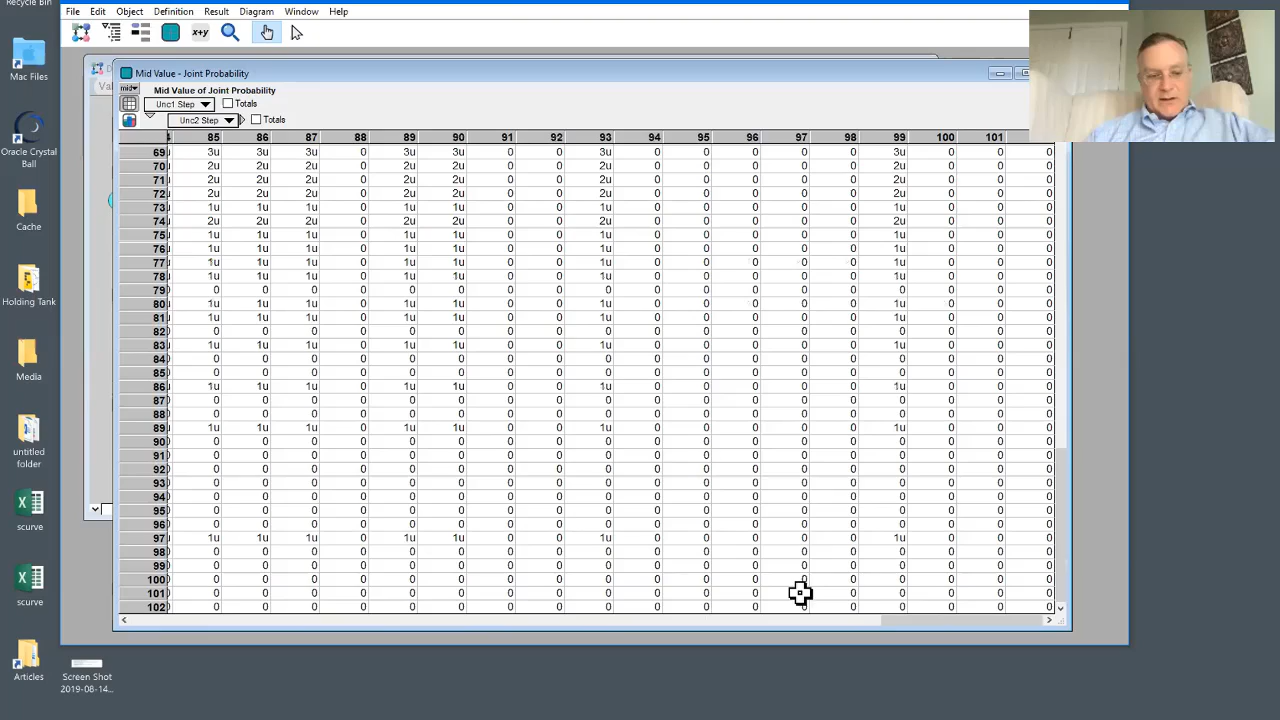 Recycle Bin
File Edit Object Definition Result Diagram Window Help
x+y
Mac Files
Mid Value - Joint Probability
Va
mid
Mid Value of Joint Probability
Unc1 Step Totals
Unc2 Step Totals
Oracle Crystal
Ball
Cache
Holding Tank
Media
untitled
folder
scurve
scurve
Articles
Screen Shot
2019-08-14...
85 86 87 88 89 90 91 92 93 94 95 96 97 98 99 100 101
69 3u 3u 3u 0 3u 3u 0 0 3u 0 0 0 0 0 3u 0 0 0
70 2u 2u 2u 0 2u 2u 0 0 2u 0 0 0 0 0 2u 0 0 0
71 2u 2u 2u 0 2u 2u 0 0 2u 0 0 0 0 0 2u 0 0 0
72 2u 2u 2u 0 2u 2u 0 0 2u 0 0 0 0 0 2u 0 0 0
73 1u 1u 1u 0 1u 1u 0 0 1u 0 0 0 0 0 1u 0 0 0
74 2u 2u 2u 0 2u 2u 0 0 2u 0 0 0 0 0 2u 0 0 0
75 1u 1u 1u 0 1u 1u 0 0 1u 0 0 0 0 0 1u 0 0 0
76 1u 1u 1u 0 1u 1u 0 0 1u 0 0 0 0 0 1u 0 0 0
77 1u 1u 1u 0 1u 1u 0 0 1u 0 0 0 0 0 1u 0 0 0
78 1u 1u 1u 0 1u 1u 0 0 1u 0 0 0 0 0 1u 0 0 0
79 0 0 0 0 0 0 0 0 0 0 0 0 0 0 0 0 0 0
80 1u 1u 1u 0 1u 1u 0 0 1u 0 0 0 0 0 1u 0 0 0
81 1u 1u 1u 0 1u 1u 0 0 1u 0 0 0 0 0 1u 0 0 0
82 0 0 0 0 0 0 0 0 0 0 0 0 0 0 0 0 0 0 0
83 1u 1u 1u 0 1u 1u 0 0 1u 0 0 0 0 0 1u 0 0 0
84 0 0 0 0 0 0 0 0 0 0 0 0 0 0 0 0 0 0 0
85 0 0 0 0 0 0 0 0 0 0 0 0 0 0 0 0 0 0 0
86 1u 1u 1u 0 1u 1u 0 0 1u 0 0 0 0 0 1u 0 0 0
87 0 0 0 0 0 0 0 0 0 0 0 0 0 0 0 0 0 0 0
88 0 0 0 0 0 0 0 0 0 0 0 0 0 0 0 0 0 0 0
89 1u 1u 1u 0 1u 1u 0 0 1u 0 0 0 0 0 1u 0 0 0
90 0 0 0 0 0 0 0 0 0 0 0 0 0 0 0 0 0 0 0
91 0 0 0 0 0 0 0 0 0 0 0 0 0 0 0 0 0 0 0
92 0 0 0 0 0 0 0 0 0 0 0 0 0 0 0 0 0 0 0
93 0 0 0 0 0 0 0 0 0 0 0 0 0 0 0 0 0 0 0
94 0 0 0 0 0 0 0 0 0 0 0 0 0 0 0 0 0 0 0
95 0 0 0 0 0 0 0 0 0 0 0 0 0 0 0 0 0 0 0
96 0 0 0 0 0 0 0 0 0 0 0 0 0 0 0 0 0 0 0
97 1u 1u 1u 0 1u 1u 0 0 1u 0 0 0 0 0 1u 0 0 0
98 0 0 0 0 0 0 0 0 0 0 0 0 0 0 0 0 0 0 0
99 0 0 0 0 0 0 0 0 0 0 0 0 0 0 0 0 0 0 0
100 0 0 0 0 0 0 0 0 0 0 0 0 0 0 0 0 0 0 0
101 0 0 0 0 0 0 0 0 0 0 0 0 0 0 0 0 0 0
102 0 0 0 0 0 0 0 0 0 0 0 0 0 0 0 0 0 0 0